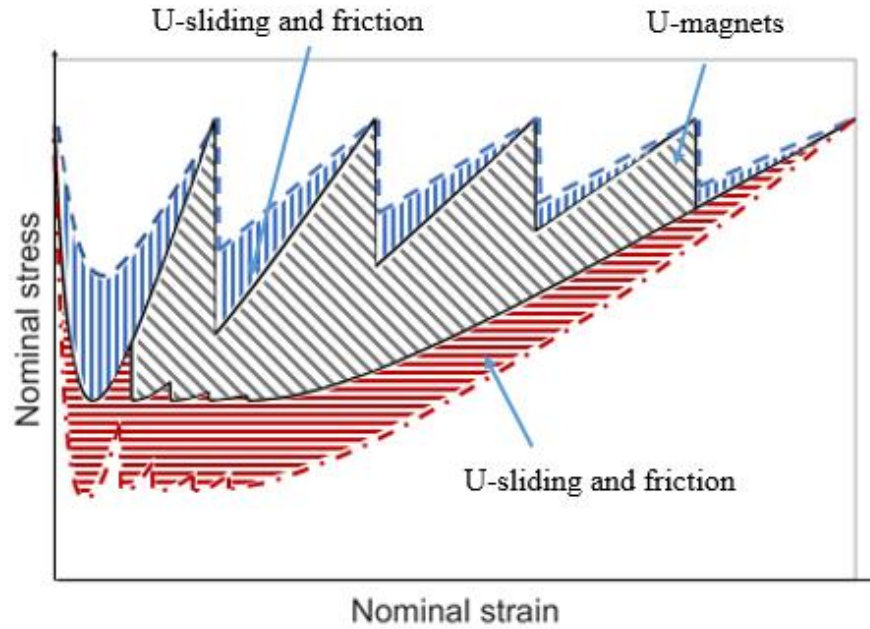 U-sliding and friction
U-magnets
Nominal stress
U-sliding and friction
Nominal strain